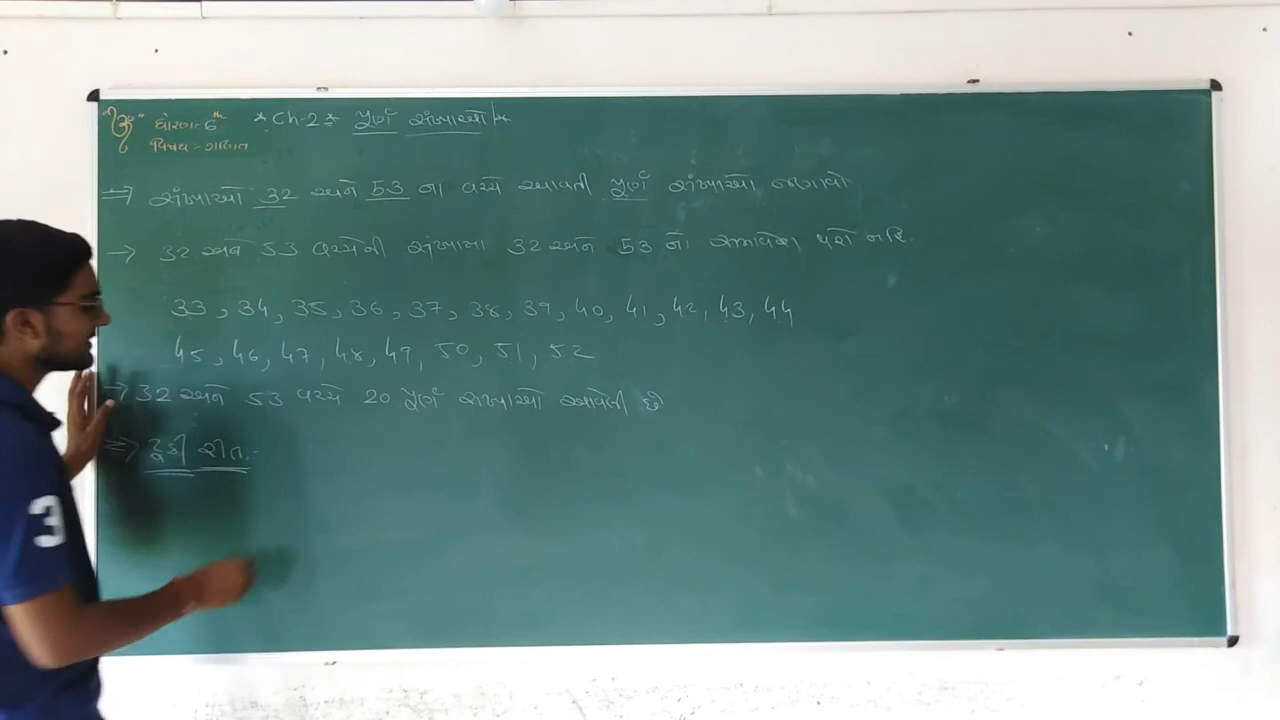 ધોરણ- 6th
વિષય :- ગણિત
* Ch-2 * પૂર્ણ સંખ્યાઓ *
⇒ સંખ્યાઓ 32 અને 53 ના વચ્ચે આવતી પૂર્ણ સંખ્યાઓ જણાવો
→ 32 અને 53 વચ્ચેની સંખ્યામાં 32 અને 53 નો સમાવેશ થશે નહિ.
33, 34, 35, 36, 37, 38, 39, 40, 41, 42, 43, 44
45, 46, 47, 48, 49, 50, 51, 52
→ 32 અને 53 વચ્ચે 20 પૂર્ણ સંખ્યાઓ આવેલી છે
⇒ ટૂંકી રીત :-
3